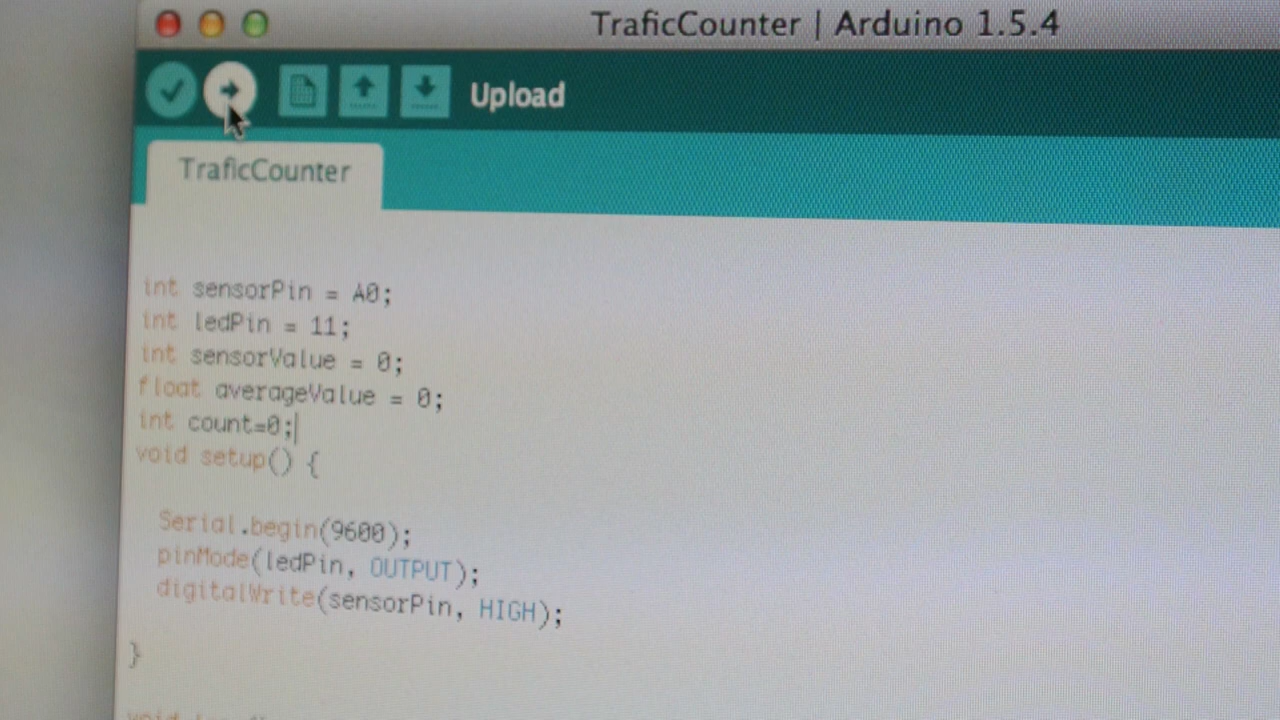 TraficCounter | Arduino 1.5.4
Upload
TraficCounter
int sensorPin = A0;
int ledPin = 11;
int sensorValue = 0;
float averageValue = 0;
int count=0;
void setup() {
Serial.begin(9600);
pinMode(ledPin, OUTPUT);
digitalWrite(sensorPin, HIGH);
}
void